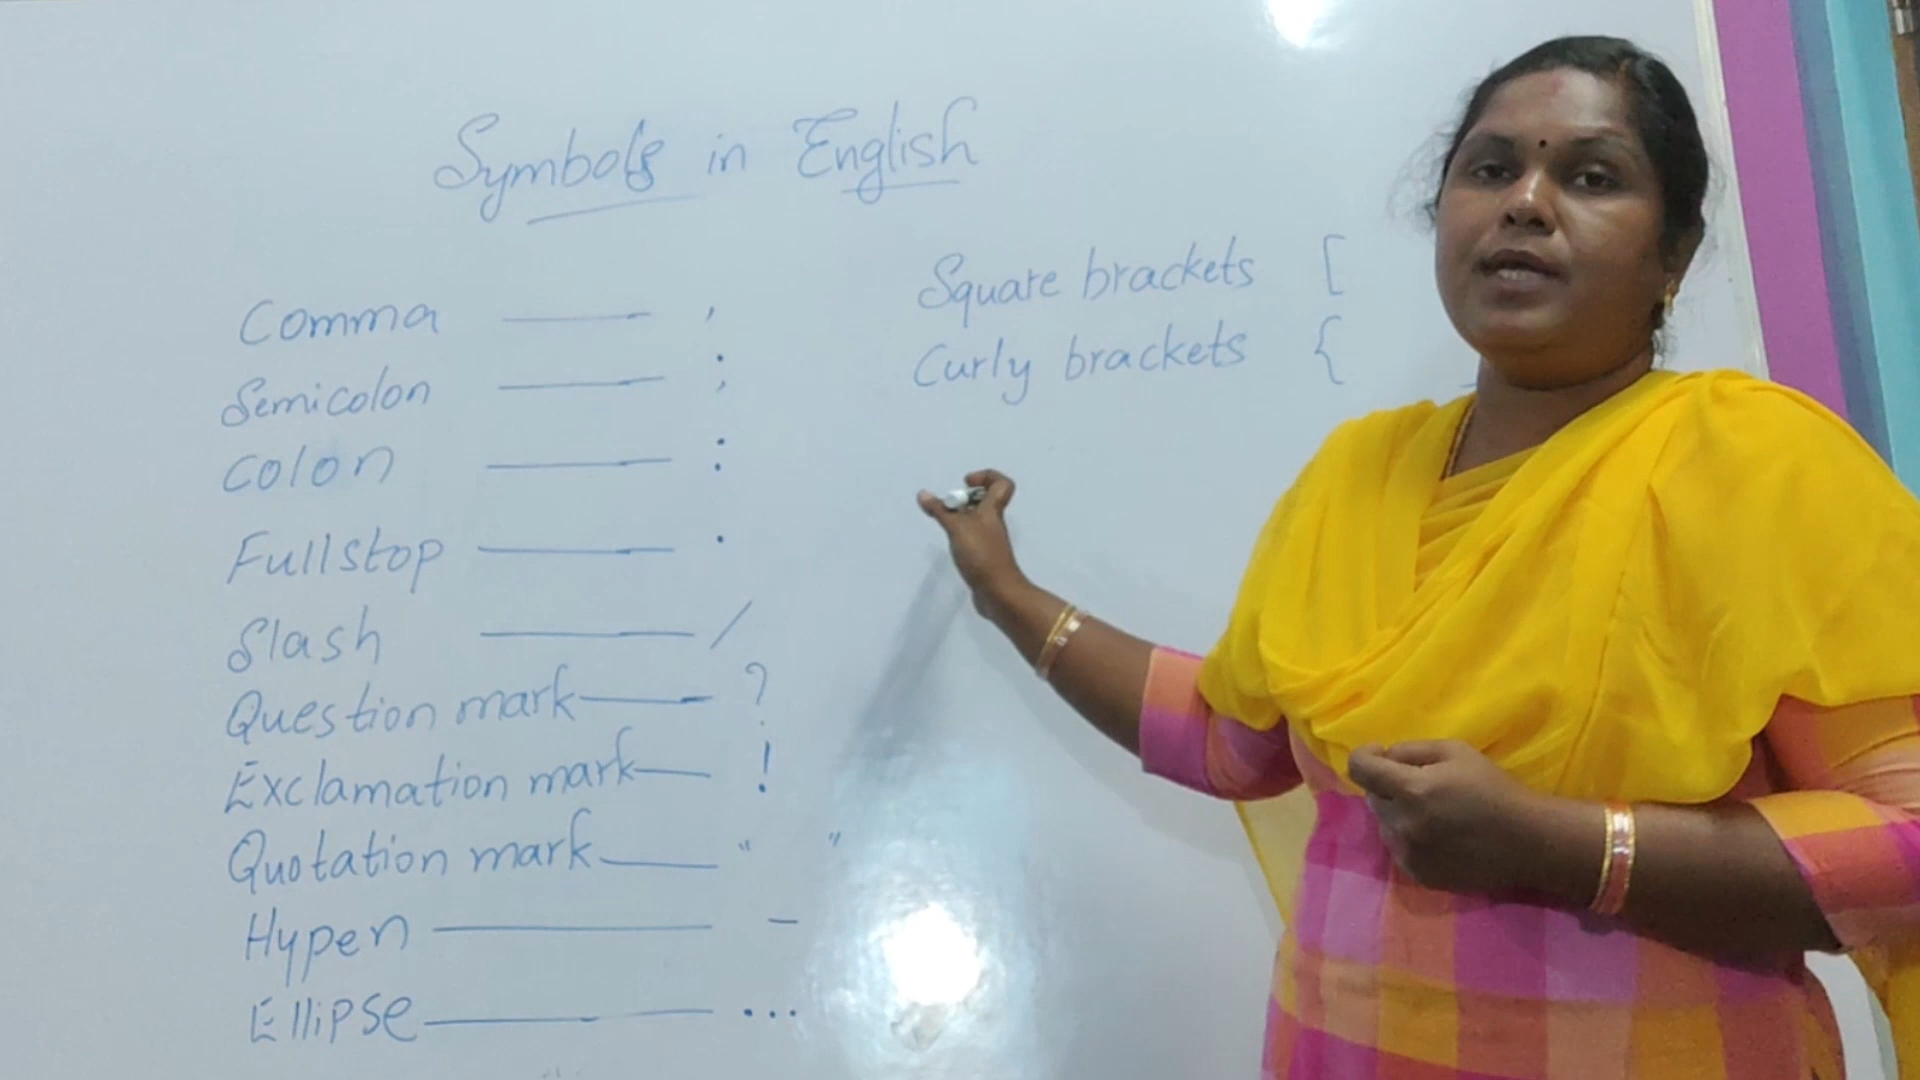 Symbols in English
Comma ——— ,
Semicolon ——— ;
Colon ——— :
Fullstop ——— .
Slash ——— /
Question mark ——— ?
Exclamation mark ——— !
Quotation mark ——— “ ”
Hypen ——— -
Ellipse ——— ...
Square brackets [
Curly brackets {